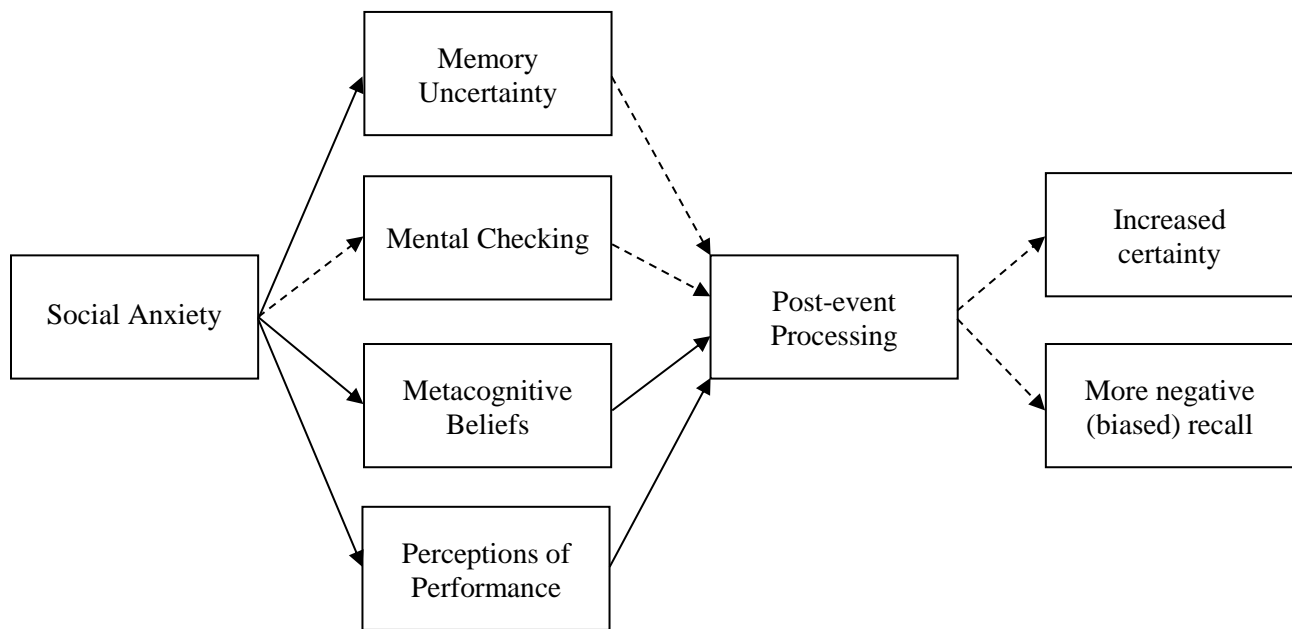 Memory
Uncertainty
Mental Checking
Social Anxiety
Metacognitive
Beliefs
Perceptions of
Performance
Post-event
Processing
Increased
certainty
More negative
(biased) recall